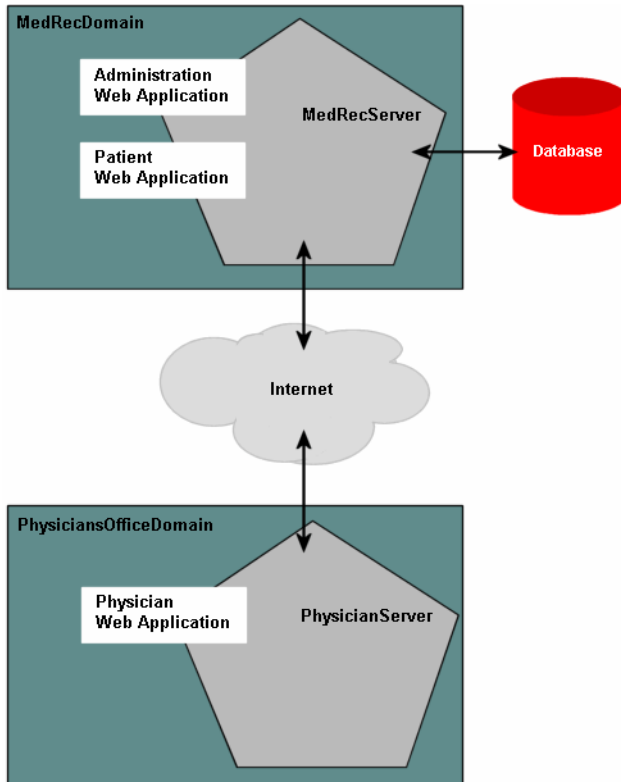 MedRecDomain
Administration
Web Application
MedRecServer
Patient
Web Application
Database
Internet
PhysiciansOfficeDomain
Physician
Web Application
PhysicianServer